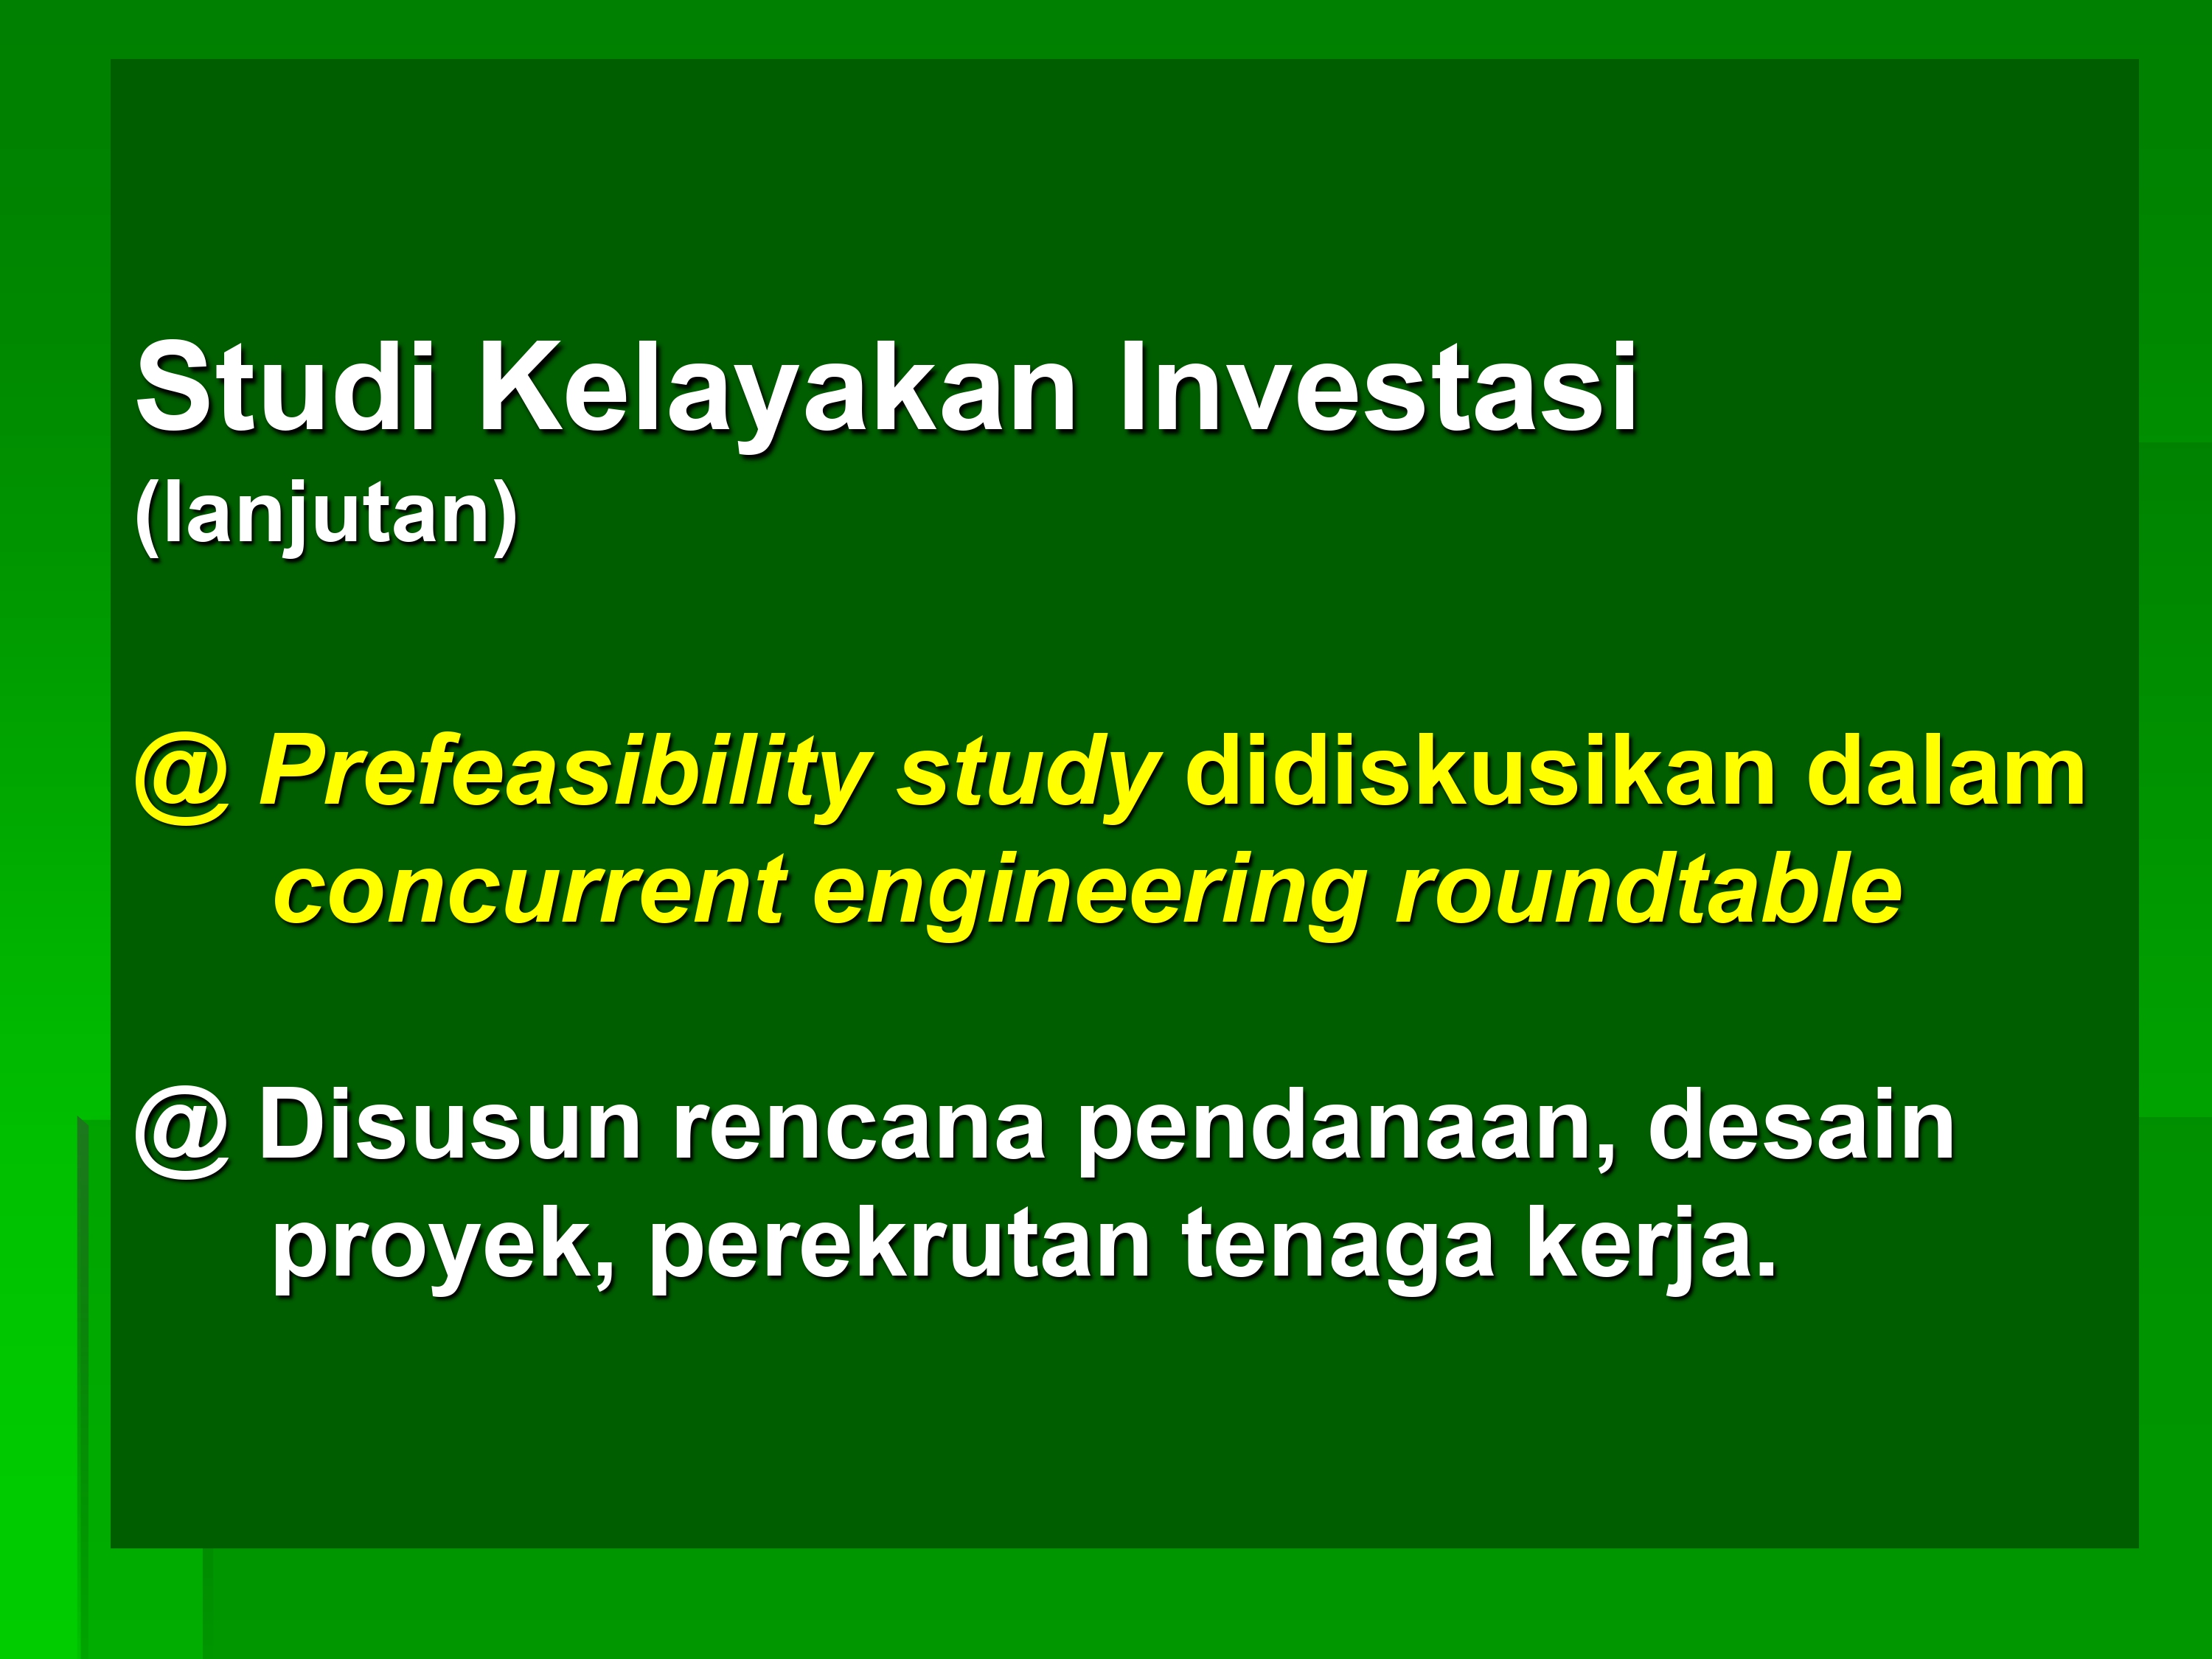 Studi Kelayakan Investasi
(lanjutan)
@ Prefeasibility study didiskusikan dalam
concurrent engineering roundtable
@ Disusun rencana pendanaan, desain
proyek, perekrutan tenaga kerja.